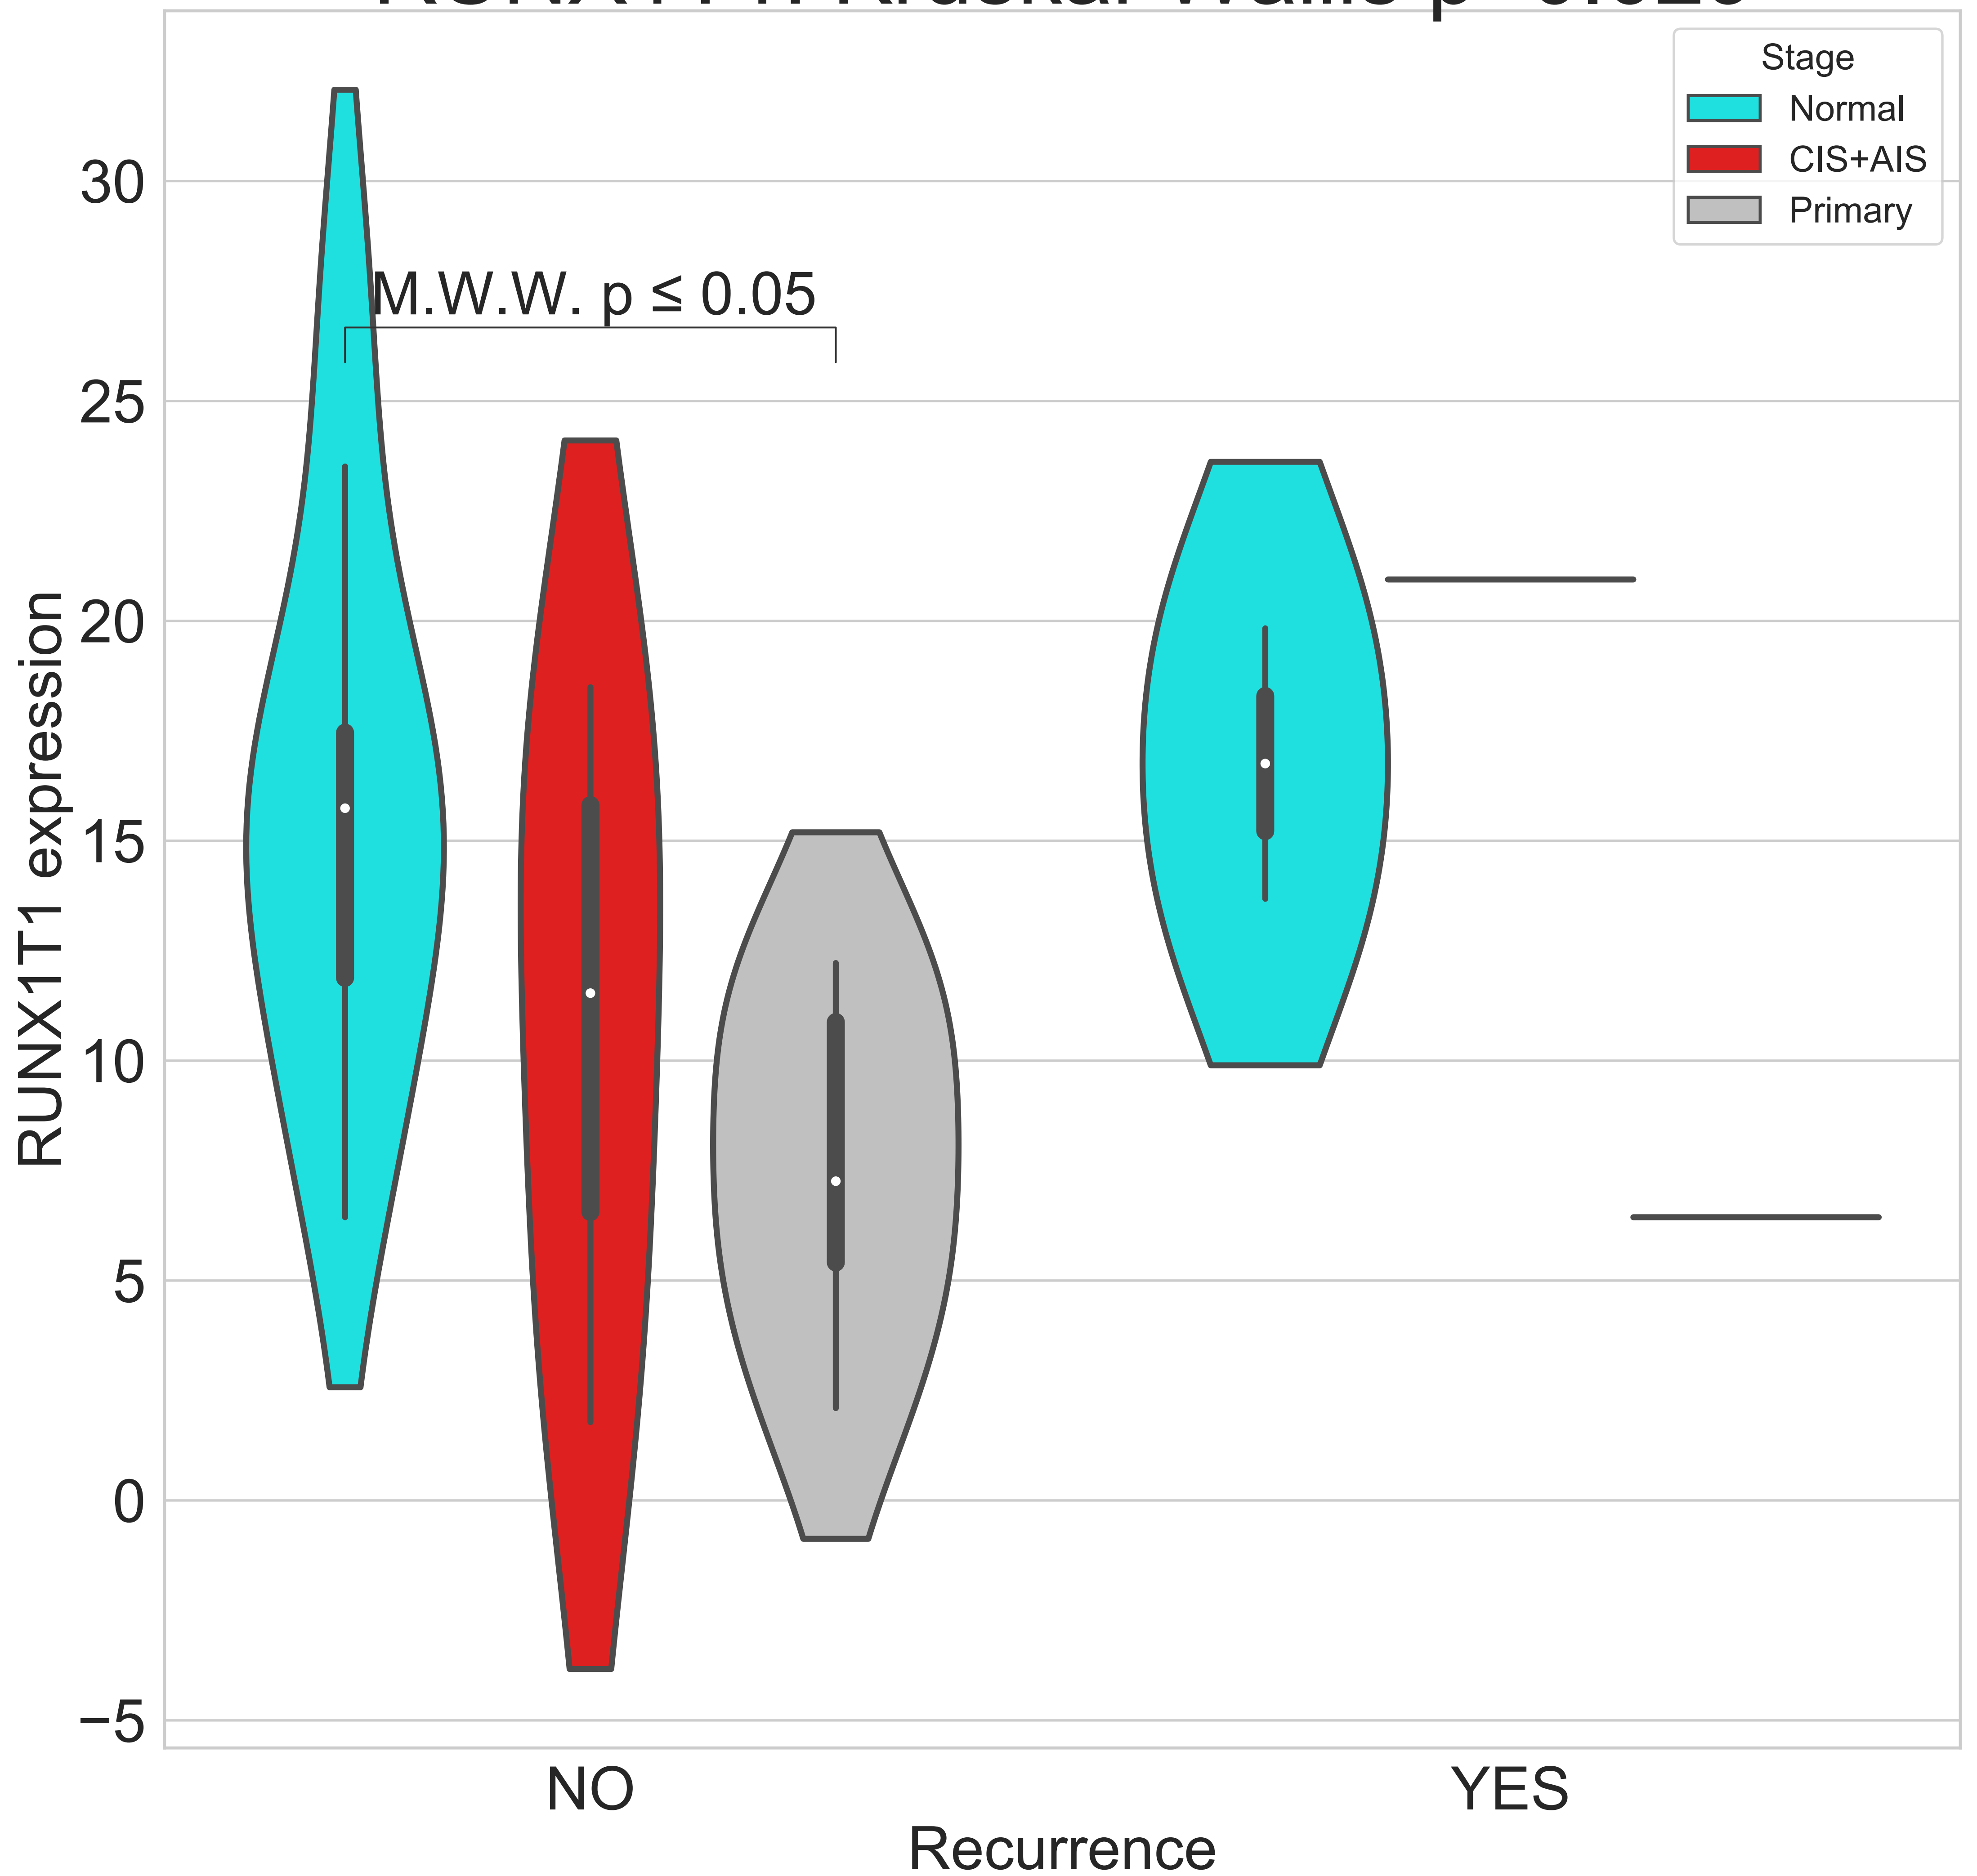 Stage
Normal
CIS+AIS
Primary
M.W.W. p ≤ 0.05
30
25
20
15
10
5
0
−5
RUNX1T1 expression
NO
YES
Recurrence